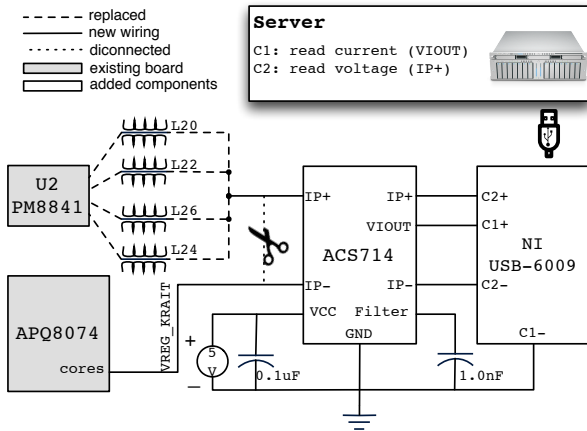 replaced
new wiring
diconnected
existing board
added components
Server
C1: read current (VIOUT)
C2: read voltage (IP+)
L20
L22
L26
L24
U2
PM8841
APQ8074
cores
VREG_KRAIT
IP+
IP-
VCC
GND
Filter
IP+
VIOUT
IP-
ACS714
C2+
C1+
C2-
C1-
NI
USB-6009
+
5
V
−
0.1uF
1.0nF